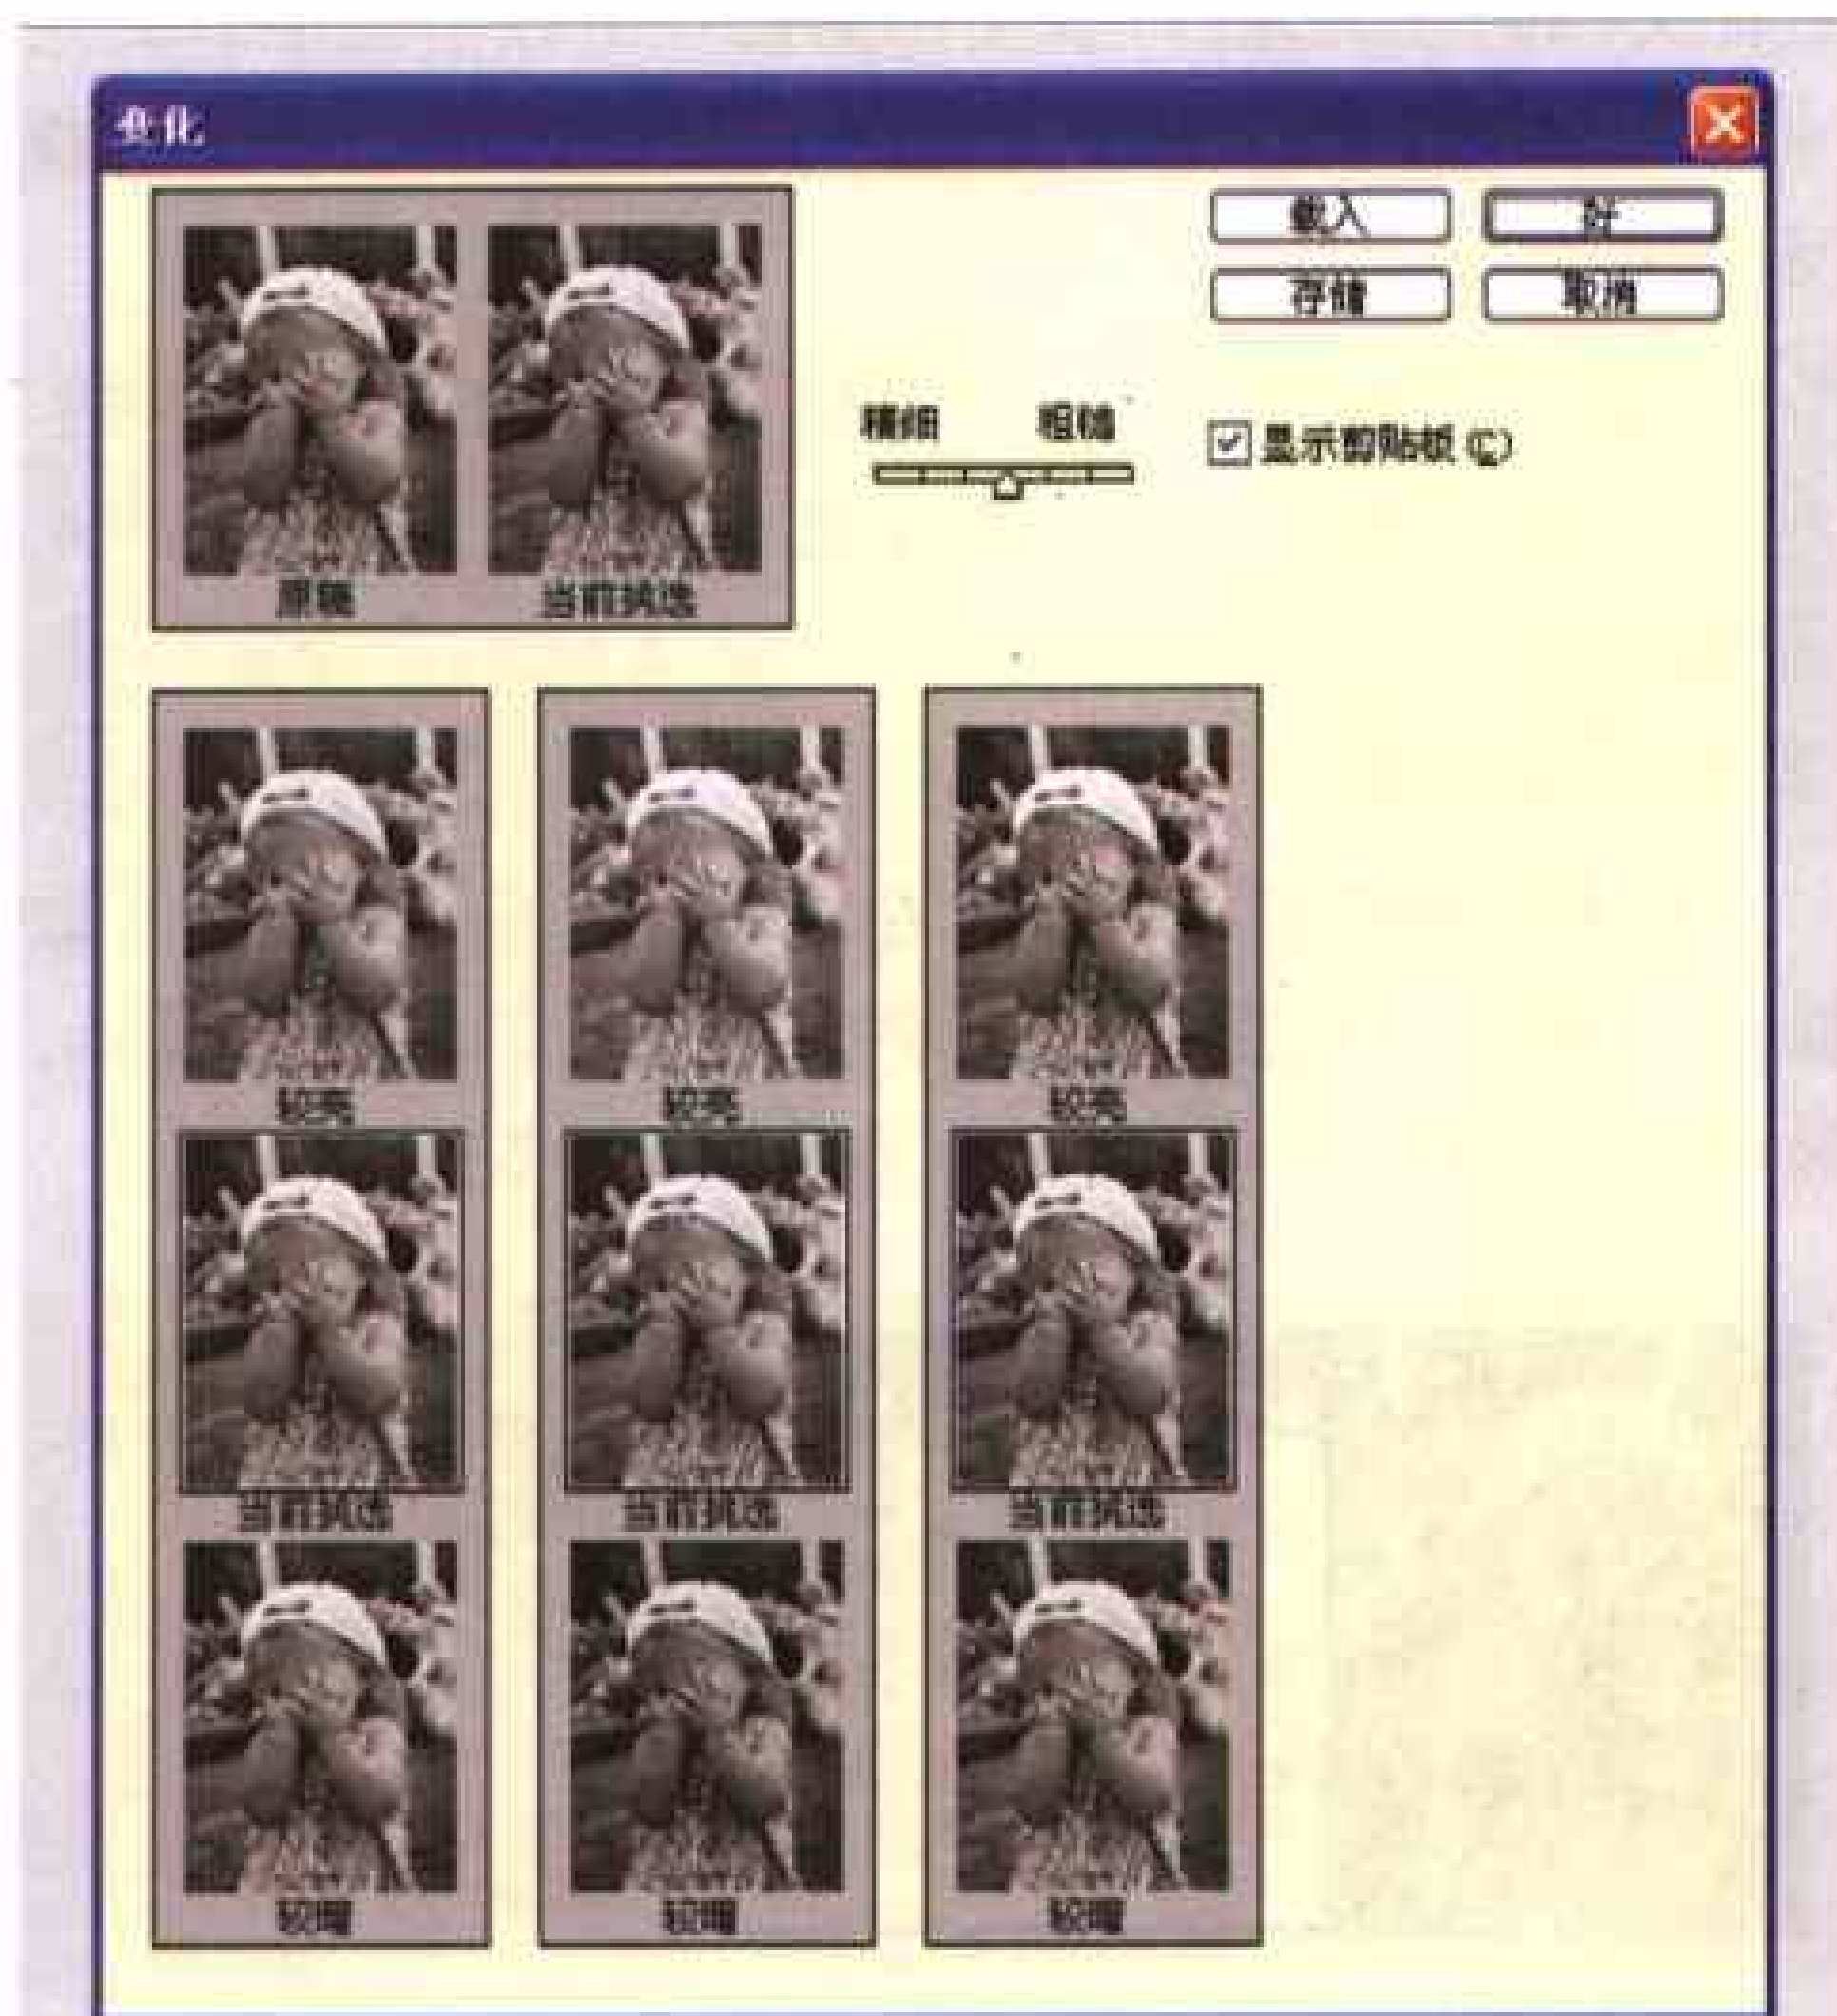 变化
载入 好
存储 取消
精细 粗糙
显示剪贴板(C)
原稿 当前挑选
较亮 较亮 较亮
当前挑选 当前挑选 当前挑选
较暗 较暗 较暗